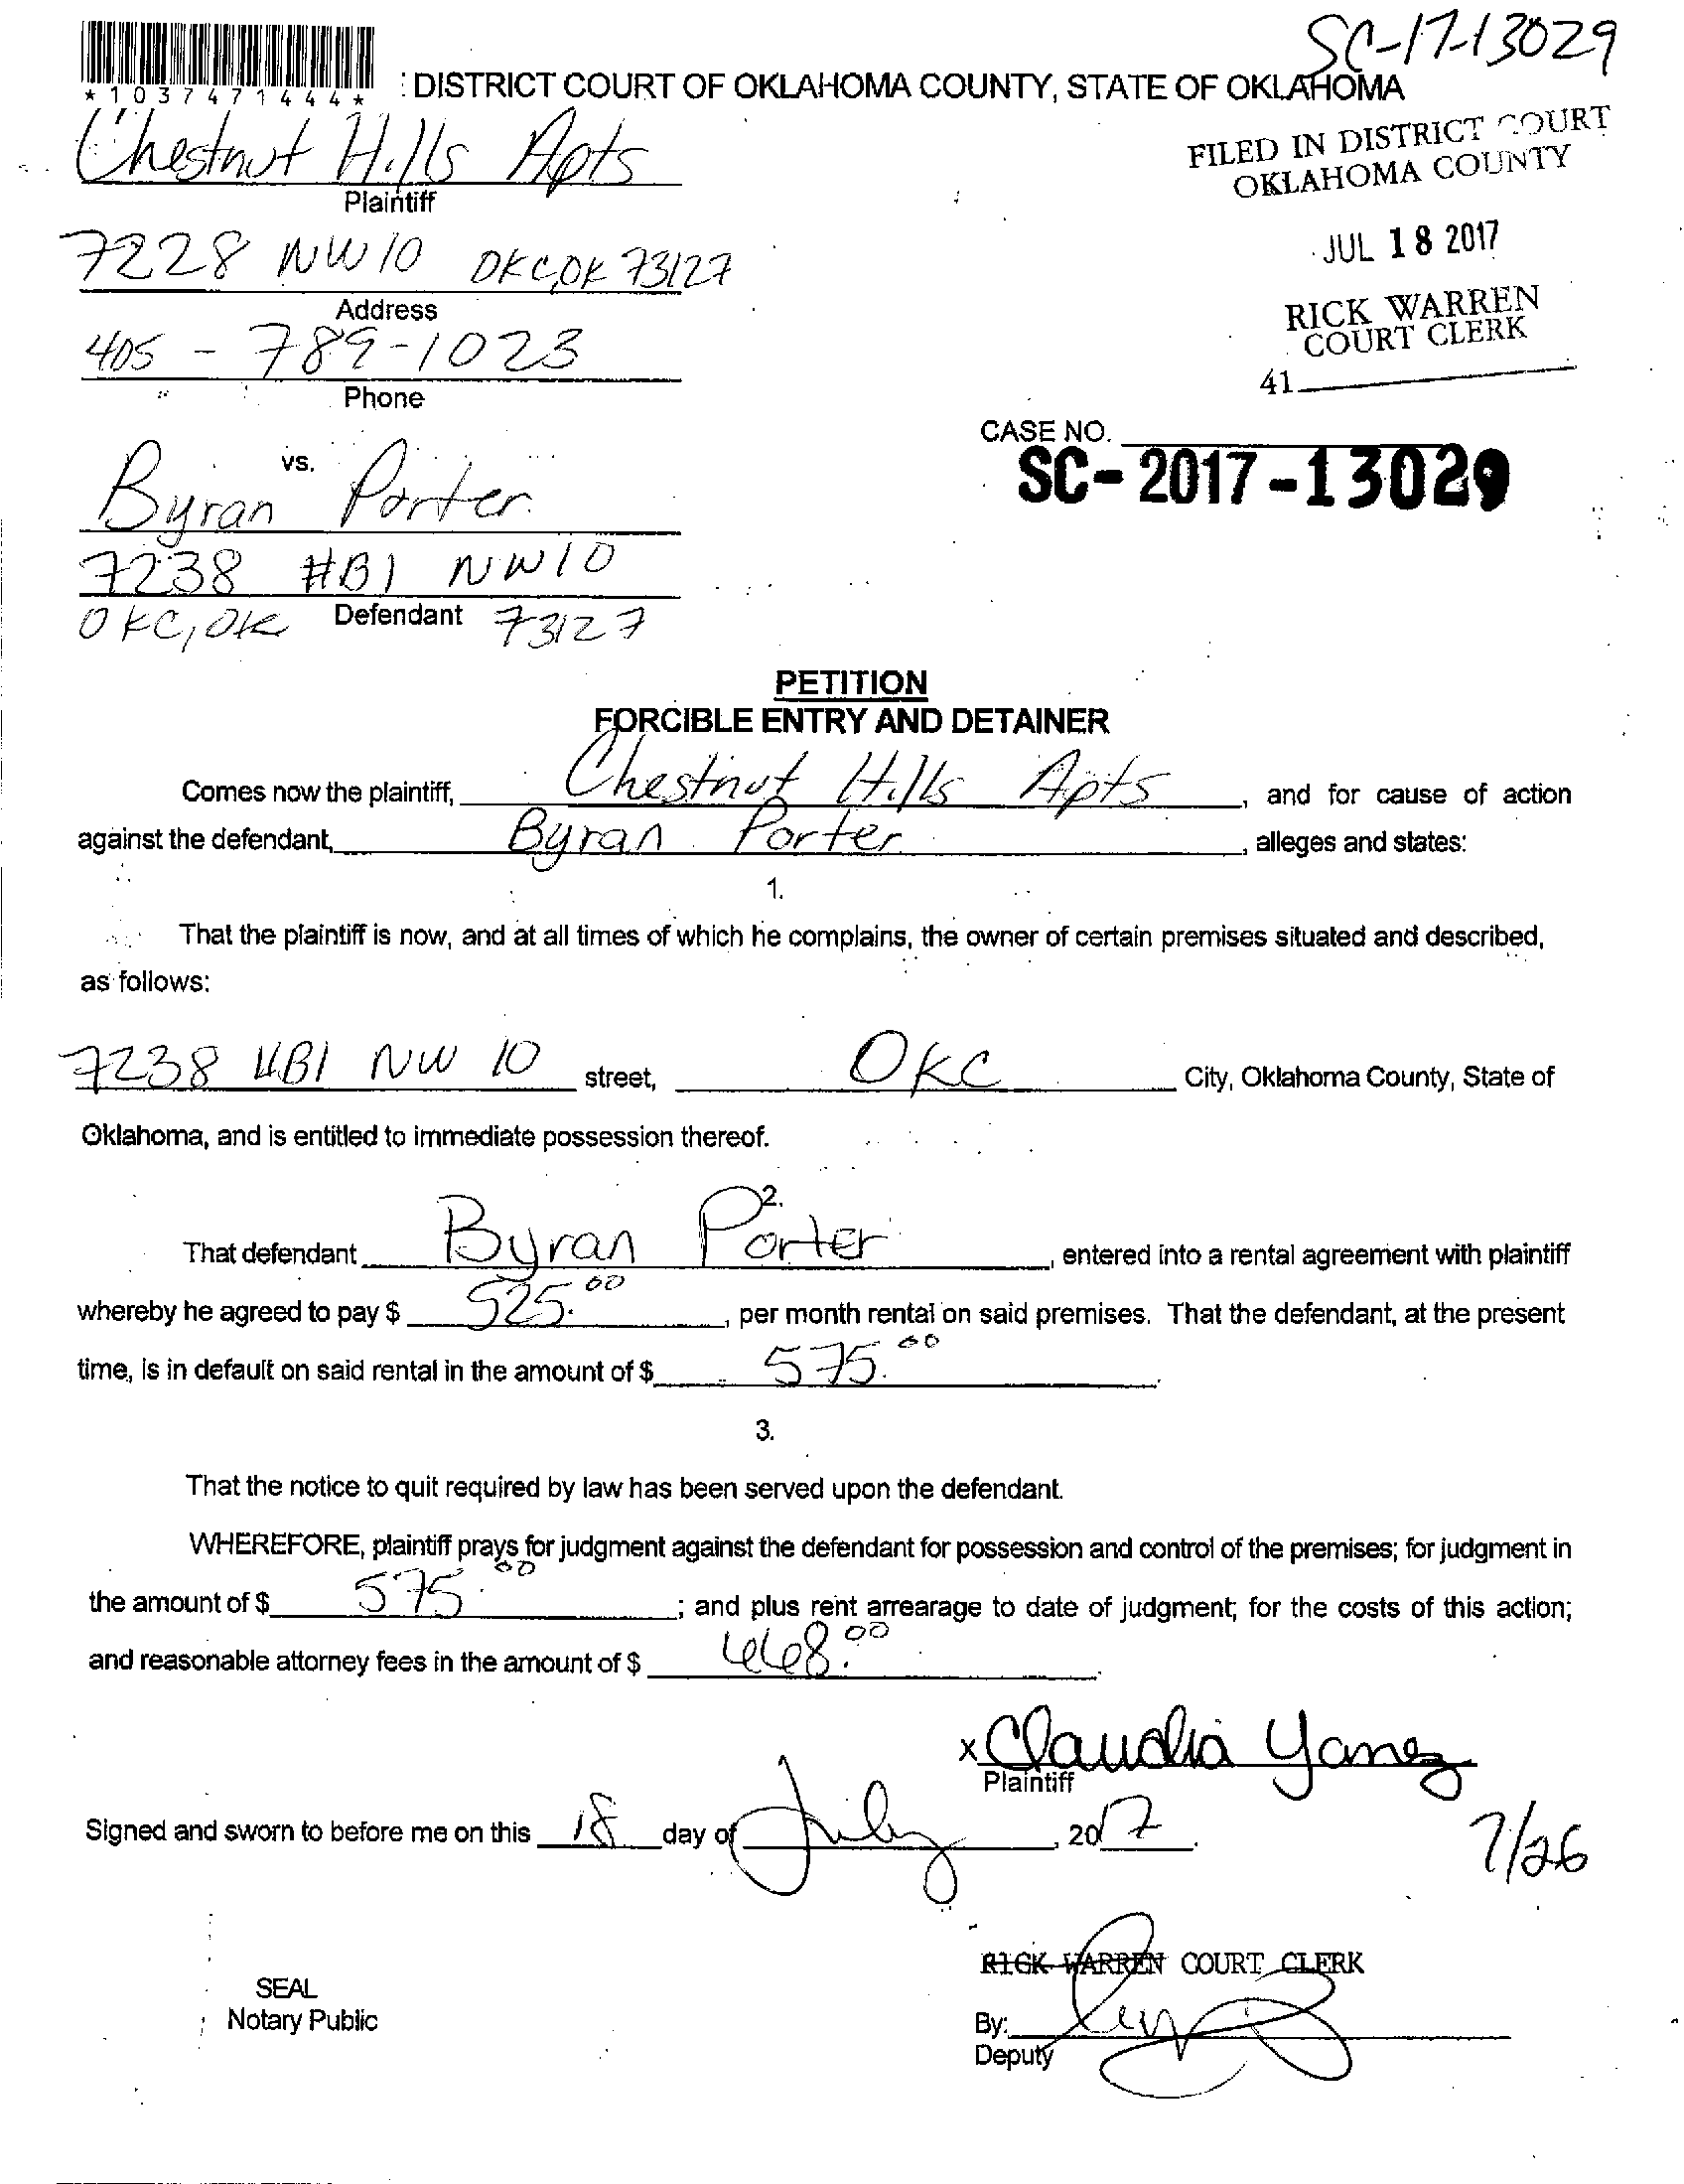 SC-17-13029
*1037471444*
: DISTRICT COURT OF OKLAHOMA COUNTY, STATE OF OKLAHOMA
FILED IN DISTRICT COURT
OKLAHOMA COUNTY
JUL 18 2017
RICK WARREN
COURT CLERK
41
Chestnut Hills Apts
Plaintiff
7228 NW 10 OKC, OK 73127
Address
405 - 789-1023
Phone
CASE NO.
SC-2017-13029
vs.
Byran Porter
7238 #B1 NW 10
Defendant
OKC, OK 73127
PETITION
FORCIBLE ENTRY AND DETAINER
Comes now the plaintiff, Chestnut Hills Apts, and for cause of action
against the defendant, Byran Porter, alleges and states:
1.
That the plaintiff is now, and at all times of which he complains, the owner of certain premises situated and described,
as follows:
7238 #B1 NW 10 street, OKC City, Oklahoma County, State of
Oklahoma, and is entitled to immediate possession thereof.
2.
That defendant Byran Porter, entered into a rental agreement with plaintiff
whereby he agreed to pay $ 525.00, per month rental on said premises. That the defendant, at the present
time, is in default on said rental in the amount of $ 575.00.
3.
That the notice to quit required by law has been served upon the defendant.
WHEREFORE, plaintiff prays for judgment against the defendant for possession and control of the premises; for judgment in
the amount of $ 575.00; and plus rent arrearage to date of judgment; for the costs of this action;
and reasonable attorney fees in the amount of $ 668.00.
x Claudia Yanez
Plaintiff
Signed and sworn to before me on this 18 day of July, 2017.
7/26
RICK WARREN COURT CLERK
SEAL
Notary Public
By:
Deputy